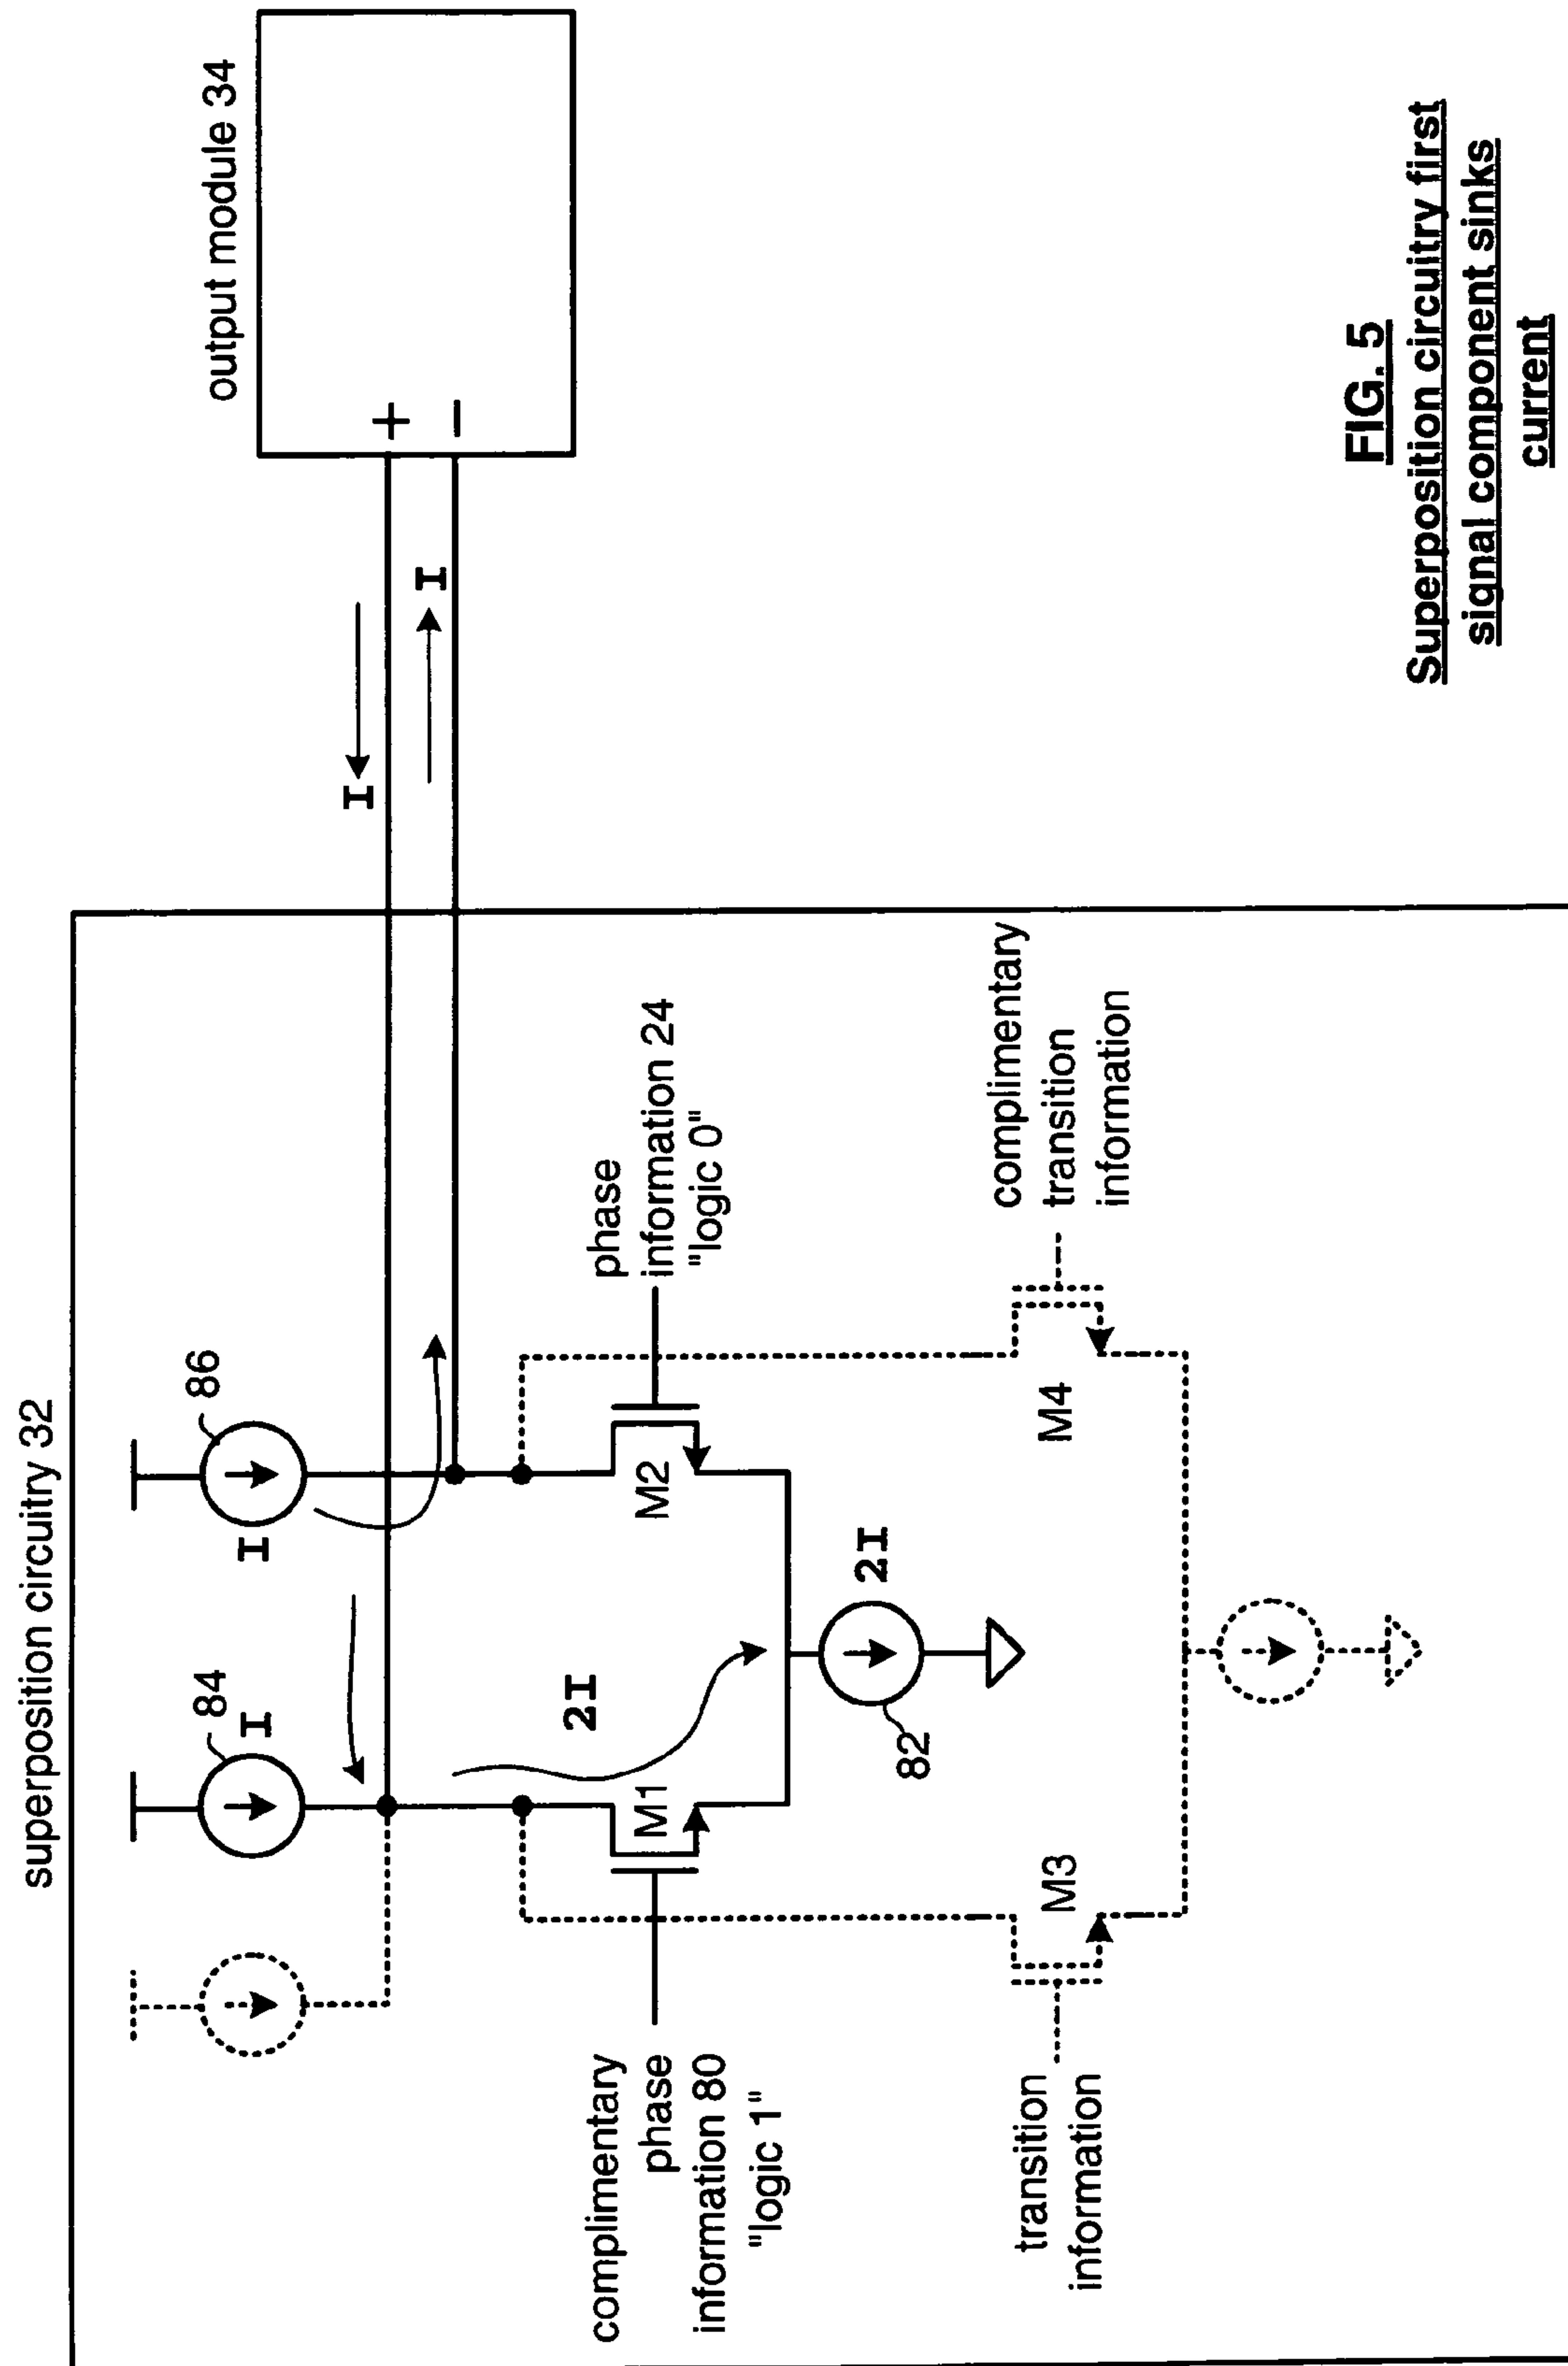 superposition circuitry 32
output module 34
84
I
86
I
+
−
I
I
2I
M1
M2
2I
82
complimentary
phase
information 80
"logic 1"
phase
information 24
"logic 0"
M3
M4
transition
information
complimentary
transition
information
FIG. 5
Superposition circuitry first
signal component sinks
current